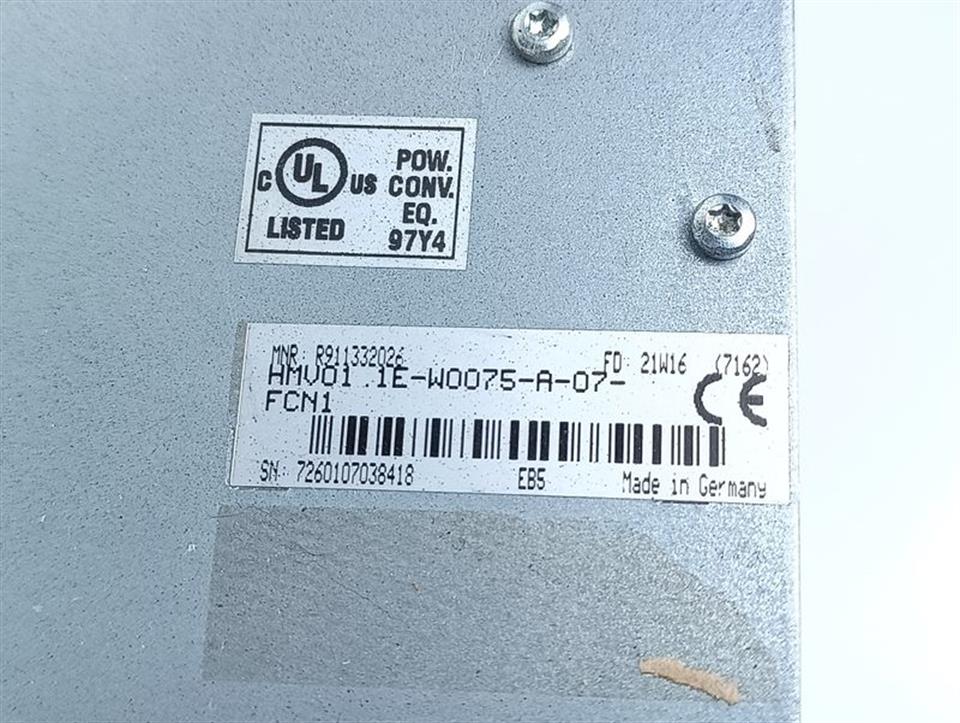 C UL US POW.
CONV.
EQ.
LISTED 97Y4
MNR: R911332026 FD: 21W16 (7162)
HMV01.1E-W0075-A-07-
FCN1 CE
SN: 7260107038418 EB5 Made in Germany